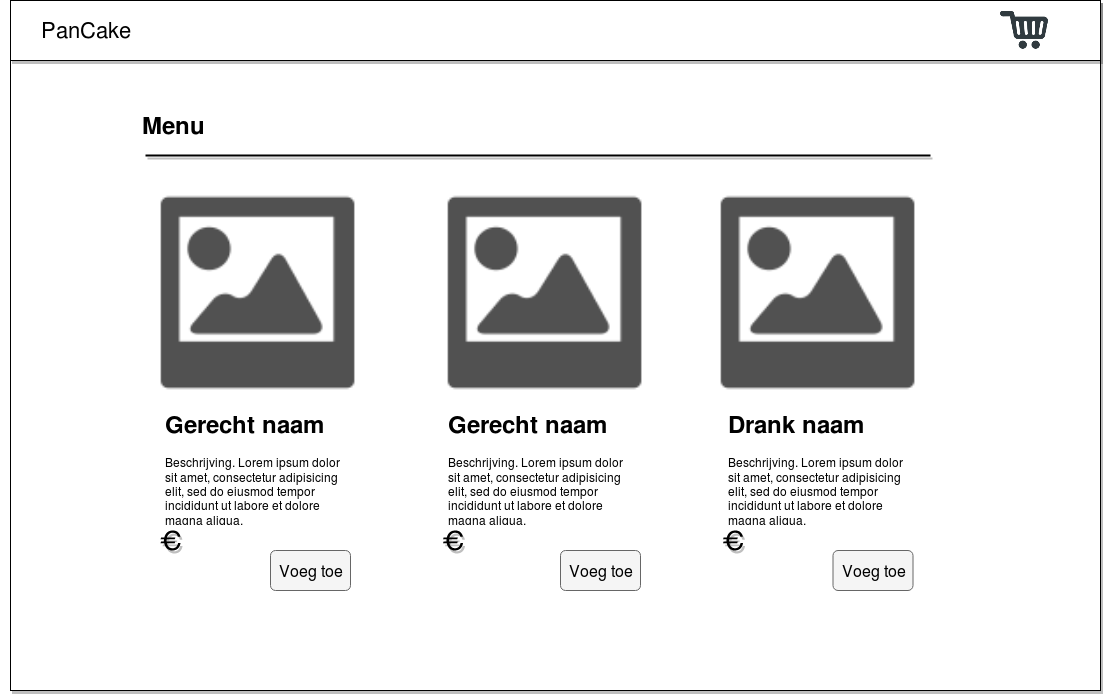 PanCake
Menu
Gerecht naam
Beschrijving. Lorem ipsum dolor
sit amet, consectetur adipisicing
elit, sed do eiusmod tempor
incididunt ut labore et dolore
magna aliqua.
€
Voeg toe
Gerecht naam
Beschrijving. Lorem ipsum dolor
sit amet, consectetur adipisicing
elit, sed do eiusmod tempor
incididunt ut labore et dolore
magna aliqua.
€
Voeg toe
Drank naam
Beschrijving. Lorem ipsum dolor
sit amet, consectetur adipisicing
elit, sed do eiusmod tempor
incididunt ut labore et dolore
magna aliqua.
€
Voeg toe